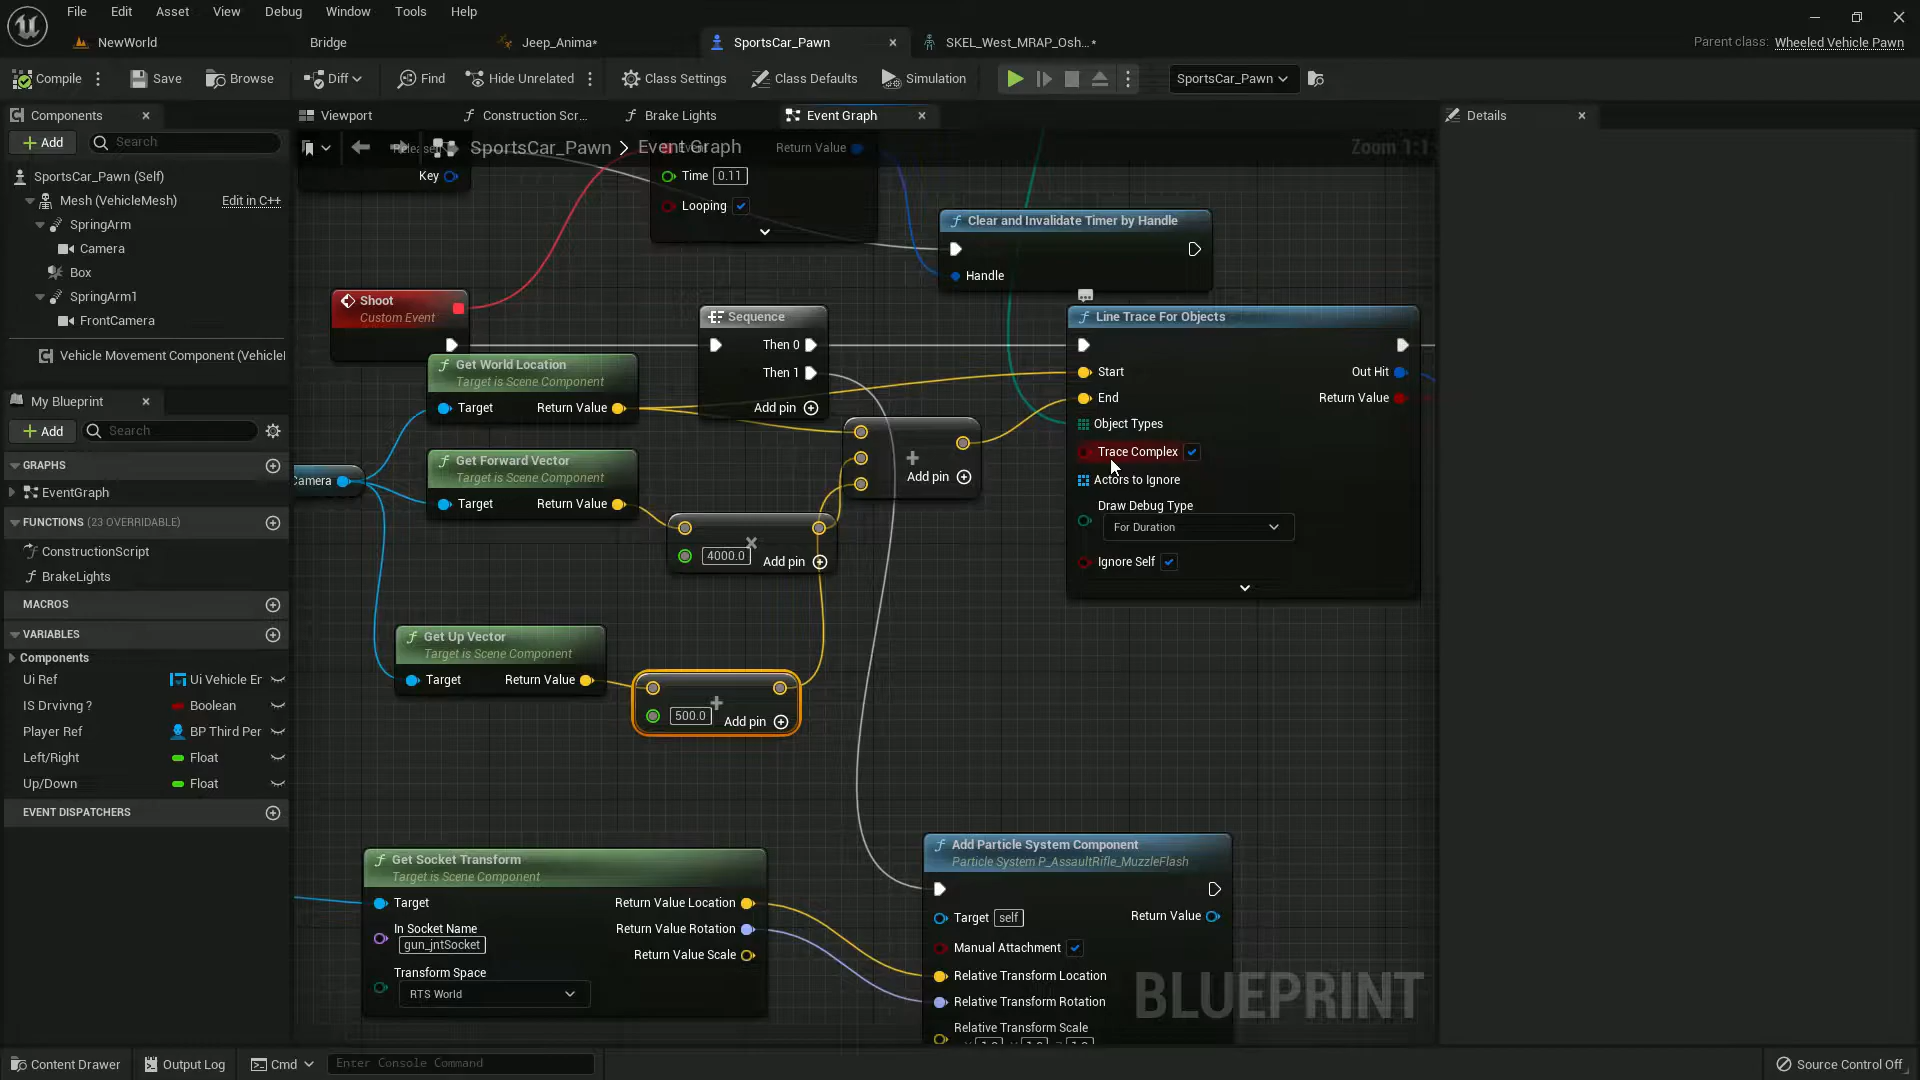 File Edit Asset View Debug Window Tools Help
NewWorld Bridge Jeep_Anima* SportsCar_Pawn SKEL_West_MRAP_Osh...* Parent class: Wheeled Vehicle Pawn
Compile Save Browse Diff Find Hide Unrelated Class Settings Class Defaults Simulation SportsCar_Pawn
Components
Add Search
SportsCar_Pawn (Self)
Mesh (VehicleMesh) Edit in C++
SpringArm
Camera
Box
SpringArm1
FrontCamera
Vehicle Movement Component (Vehicle
My Blueprint
Add Search
GRAPHS
EventGraph
FUNCTIONS (23 OVERRIDABLE)
ConstructionScript
BrakeLights
MACROS
VARIABLES
Components
Ui Ref Ui Vehicle Er
IS Drvivng ? Boolean
Player Ref BP Third Per
Left/Right Float
Up/Down Float
EVENT DISPATCHERS
Viewport Construction Scr... Brake Lights Event Graph
SportsCar_Pawn > Event Graph
Zoom 1:1
Released
Key
Event Return Value
Time 0.11
Looping
Clear and Invalidate Timer by Handle
Handle
Shoot
Custom Event
Sequence
Then 0
Then 1
Add pin
Get World Location
Target is Scene Component
Target Return Value
Get Forward Vector
Target is Scene Component
Target Return Value
Camera
4000.0 Add pin
Add pin
Get Up Vector
Target is Scene Component
Target Return Value
500.0 Add pin
Line Trace For Objects
Start Out Hit
End Return Value
Object Types
Trace Complex
Actors to Ignore
Draw Debug Type
For Duration
Ignore Self
Get Socket Transform
Target is Scene Component
Target Return Value Location
In Socket Name Return Value Rotation
gun_jntSocket
Return Value Scale
Transform Space
RTS World
Add Particle System Component
Particle System P_AssaultRifle_MuzzleFlash
Target self Return Value
Manual Attachment
Relative Transform Location
Relative Transform Rotation
Relative Transform Scale
BLUEPRINT
Details
Content Drawer Output Log Cmd Enter Console Command Source Control Off